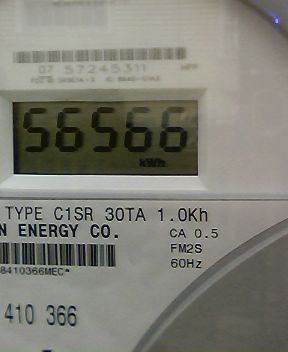 07 57245311
56566
kWh
TYPE C1SR 30TA 1.0Kh
N ENERGY CO.
CA 0.5
FM2S
60Hz
8410366MEC*
410 366